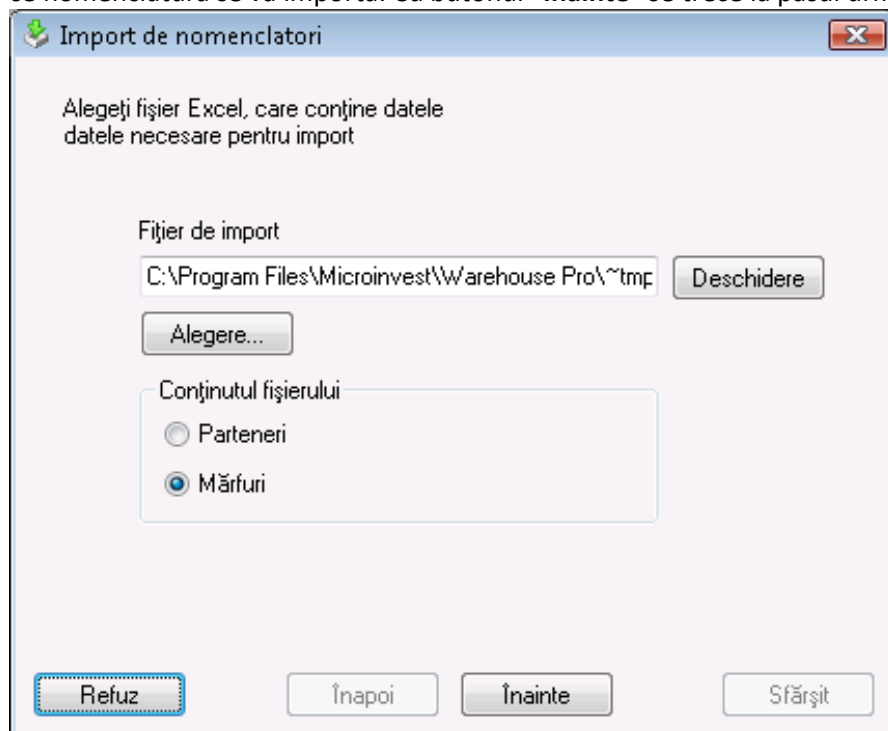 Import de nomenclatori
Alegeţi fişier Excel, care conţine datele
datele necesare pentru import
Fiţier de import
C:\Program Files\Microinvest\Warehouse Pro\~tmp
Deschidere
Alegere...
Conţinutul fişierului
Parteneri
Mărfuri
Refuz
Înapoi
Înainte
Sfărşit